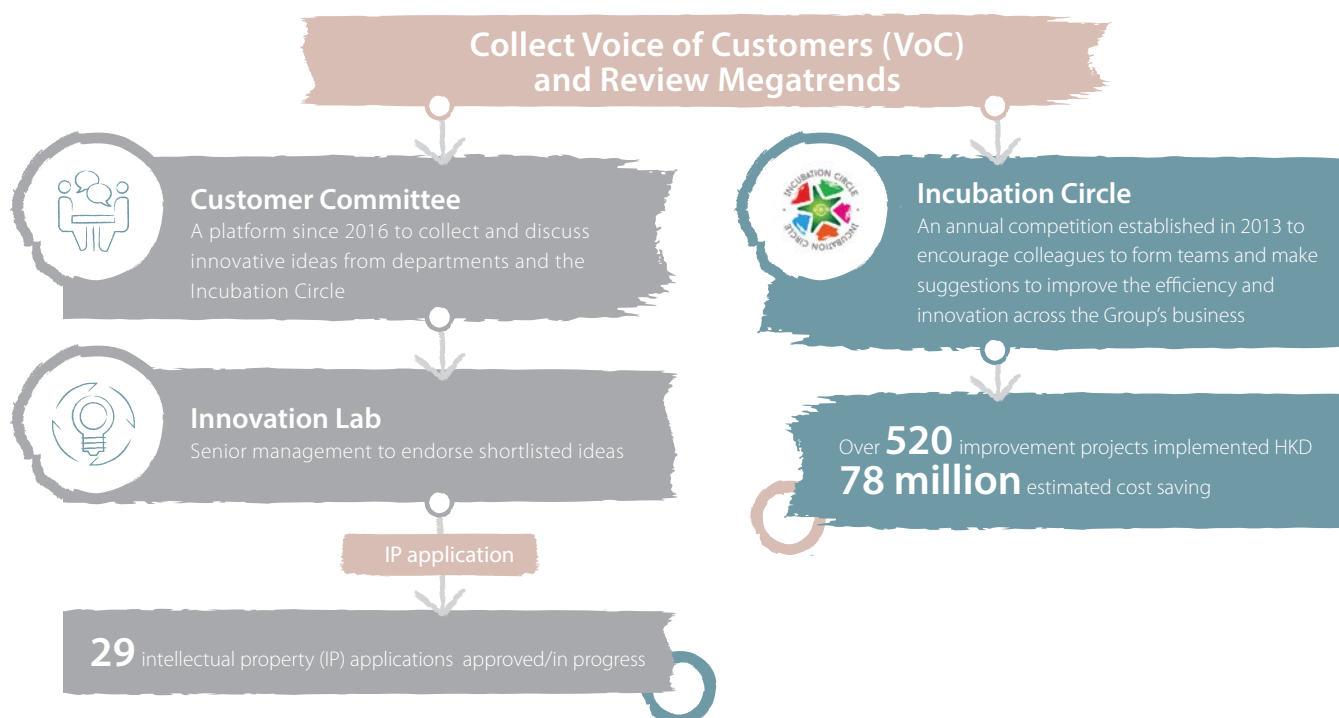 Collect Voice of Customers (VoC)
and Review Megatrends
Customer Committee
A platform since 2016 to collect and discuss
innovative ideas from departments and the
Incubation Circle
Innovation Lab
Senior management to endorse shortlisted ideas
IP application
29 intellectual property (IP) applications approved/in progress
INCUBATION CIRCLE
INCUBATION CIRCLE
Incubation Circle
An annual competition established in 2013 to
encourage colleagues to form teams and make
suggestions to improve the efficiency and
innovation across the Group's business
Over 520 improvement projects implemented HKD
78 million estimated cost saving